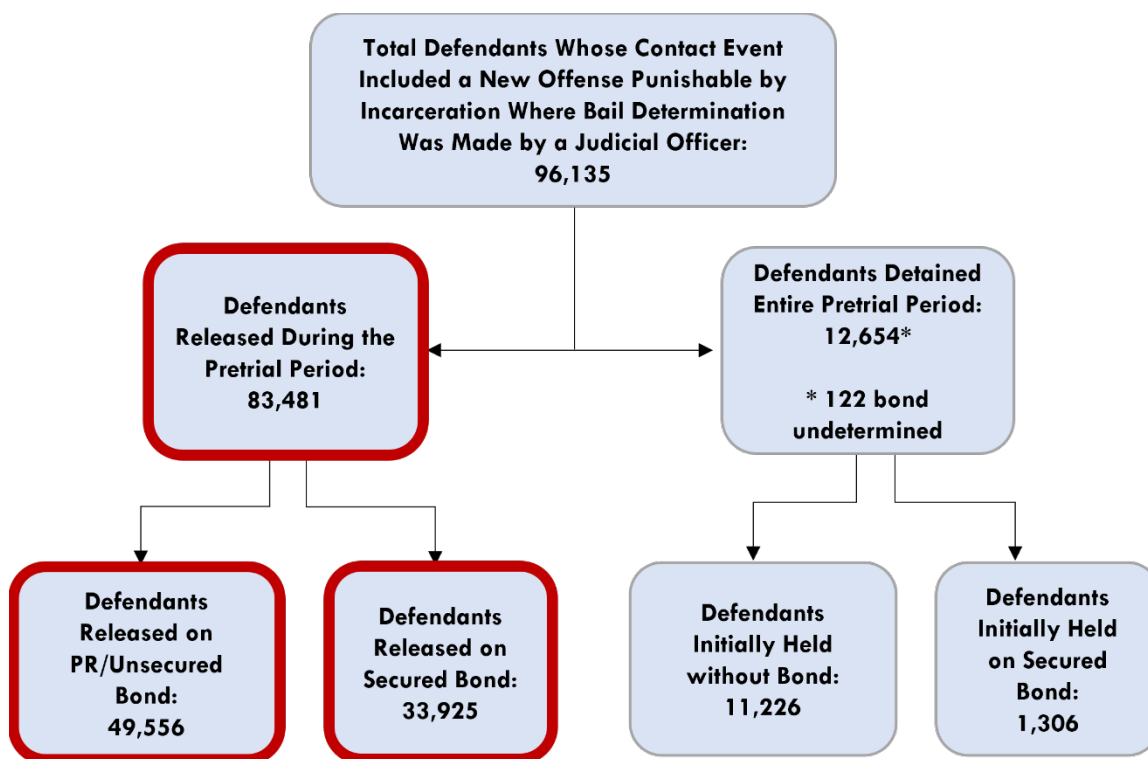 Total Defendants Whose Contact Event
Included a New Offense Punishable by
Incarceration Where Bail Determination
Was Made by a Judicial Officer:
96,135
Defendants
Released During the
Pretrial Period:
83,481
Defendants Detained
Entire Pretrial Period:
12,654*
* 122 bond
undetermined
Defendants
Released on
PR/Unsecured
Bond:
49,556
Defendants
Released on
Secured Bond:
33,925
Defendants
Initially Held
without Bond:
11,226
Defendants
Initially Held
on Secured
Bond:
1,306